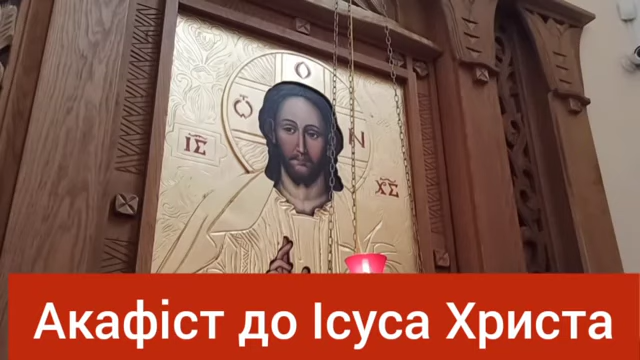 Ο
Ѿ Ν
ІС ХС
Акафіст до Ісуса Христа